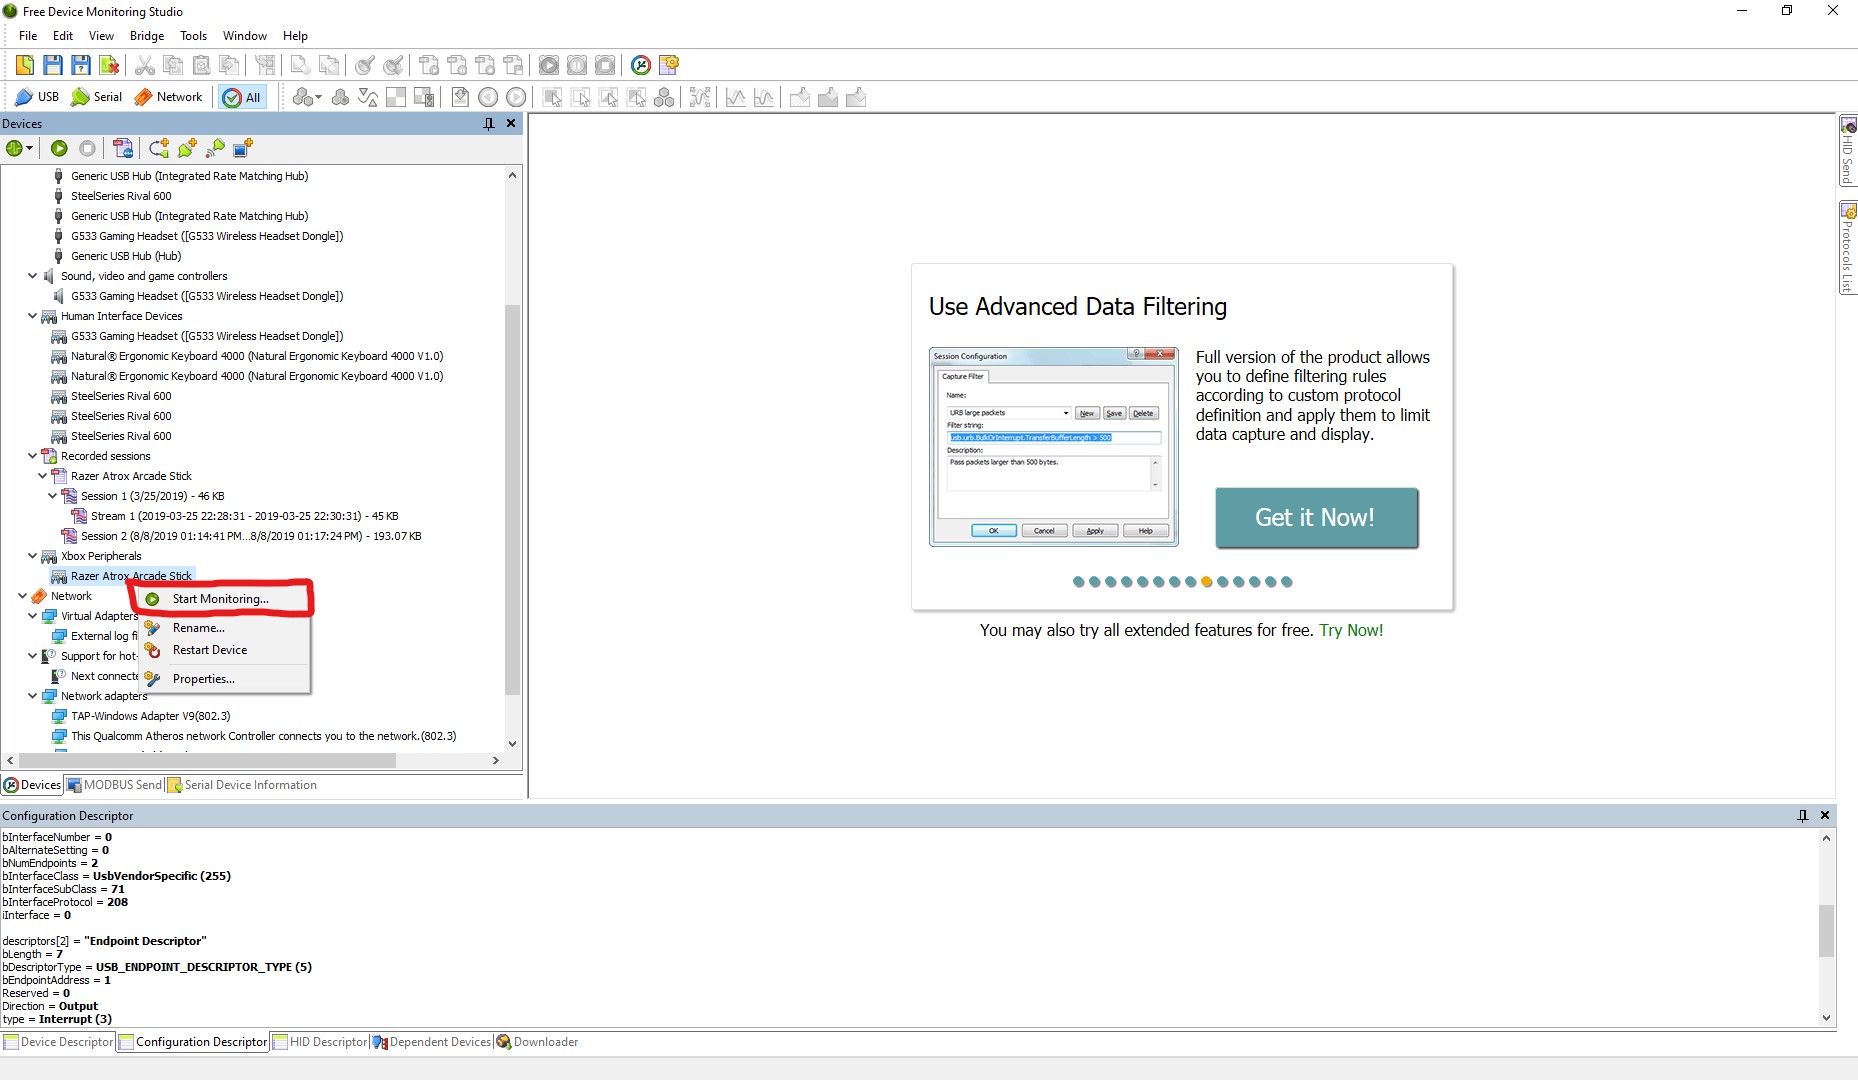 Free Device Monitoring Studio
File Edit View Bridge Tools Window Help
USB Serial Network All
Devices
Generic USB Hub (Integrated Rate Matching Hub)
SteelSeries Rival 600
Generic USB Hub (Integrated Rate Matching Hub)
G533 Gaming Headset ([G533 Wireless Headset Dongle])
Generic USB Hub (Hub)
Sound, video and game controllers
G533 Gaming Headset ([G533 Wireless Headset Dongle])
Human Interface Devices
G533 Gaming Headset ([G533 Wireless Headset Dongle])
Natural® Ergonomic Keyboard 4000 (Natural Ergonomic Keyboard 4000 V1.0)
Natural® Ergonomic Keyboard 4000 (Natural Ergonomic Keyboard 4000 V1.0)
SteelSeries Rival 600
SteelSeries Rival 600
SteelSeries Rival 600
Recorded sessions
Razer Atrox Arcade Stick
Session 1 (3/25/2019) - 46 KB
Stream 1 (2019-03-25 22:28:31 - 2019-03-25 22:30:31) - 45 KB
Session 2 (8/8/2019 01:14:41 PM...8/8/2019 01:17:24 PM) - 193.07 KB
Xbox Peripherals
Razer Atrox Arcade Stick
Network
Virtual Adapters
External log fi
Support for hot-
Next connecte
Network adapters
TAP-Windows Adapter V9(802.3)
This Qualcomm Atheros network Controller connects you to the network.(802.3)
Start Monitoring...
Rename...
Restart Device
Properties...
Devices MODBUS Send Serial Device Information
Use Advanced Data Filtering
Session Configuration
Capture Filter
Name:
URB large packets New Save Delete
Filter string:
usb.urb.BulkOrInterrupt.TransferBufferLength > 500
Description:
Pass packets larger than 500 bytes.
OK Cancel Apply Help
Full version of the product allows
you to define filtering rules
according to custom protocol
definition and apply them to limit
data capture and display.
Get it Now!
You may also try all extended features for free. Try Now!
HID Send
Protocols List
Configuration Descriptor
bInterfaceNumber = 0
bAlternateSetting = 0
bNumEndpoints = 2
bInterfaceClass = UsbVendorSpecific (255)
bInterfaceSubClass = 71
bInterfaceProtocol = 208
iInterface = 0
descriptors[2] = "Endpoint Descriptor"
bLength = 7
bDescriptorType = USB_ENDPOINT_DESCRIPTOR_TYPE (5)
bEndpointAddress = 1
Reserved = 0
Direction = Output
type = Interrupt (3)
Device Descriptor Configuration Descriptor HID Descriptor Dependent Devices Downloader